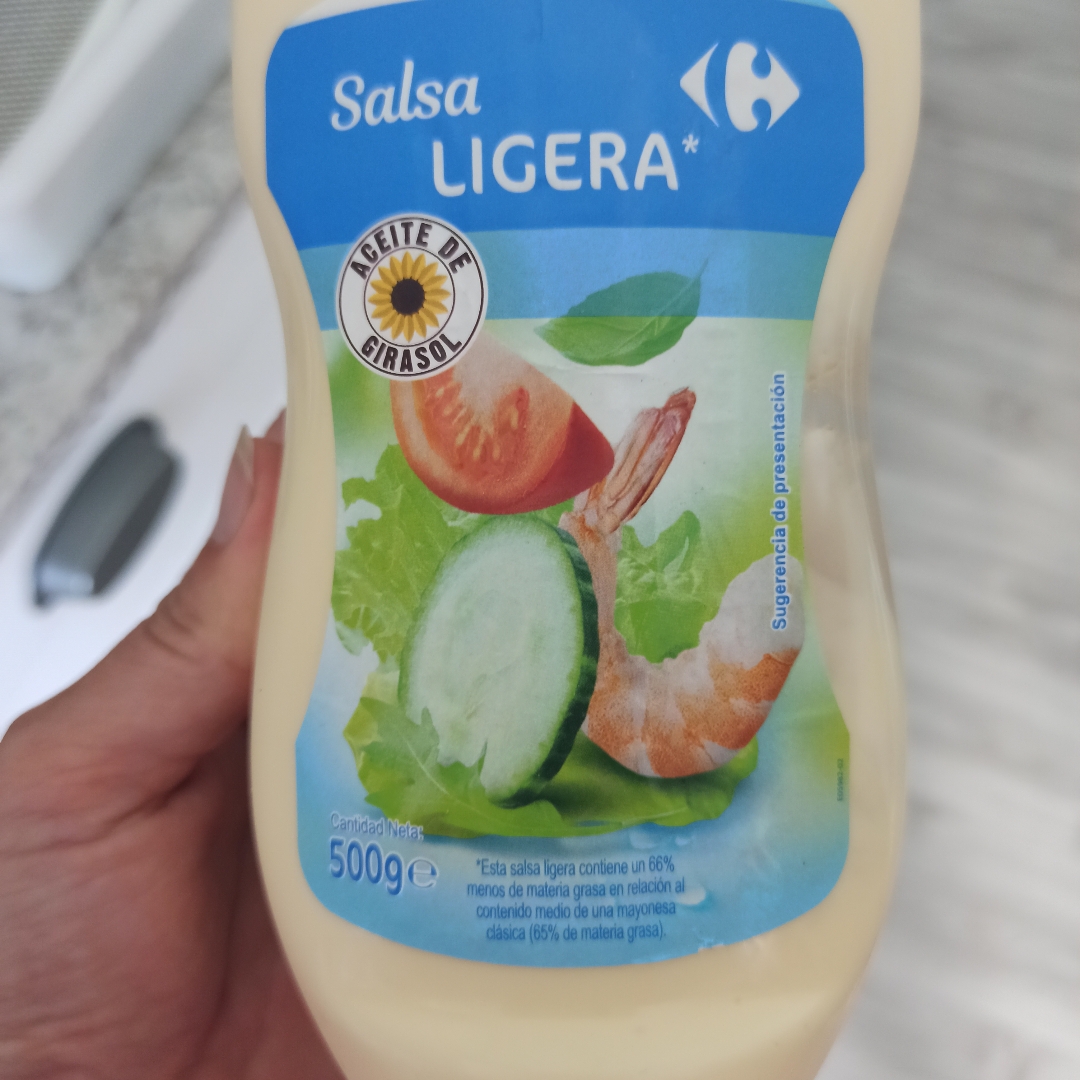 Salsa
LIGERA*
ACEITE DE
GIRASOL
Sugerencia de presentación
Cantidad Neta:
500g e
*Esta salsa ligera contiene un 66%
menos de materia grasa en relación al
contenido medio de una mayonesa
clásica (65% de materia grasa).